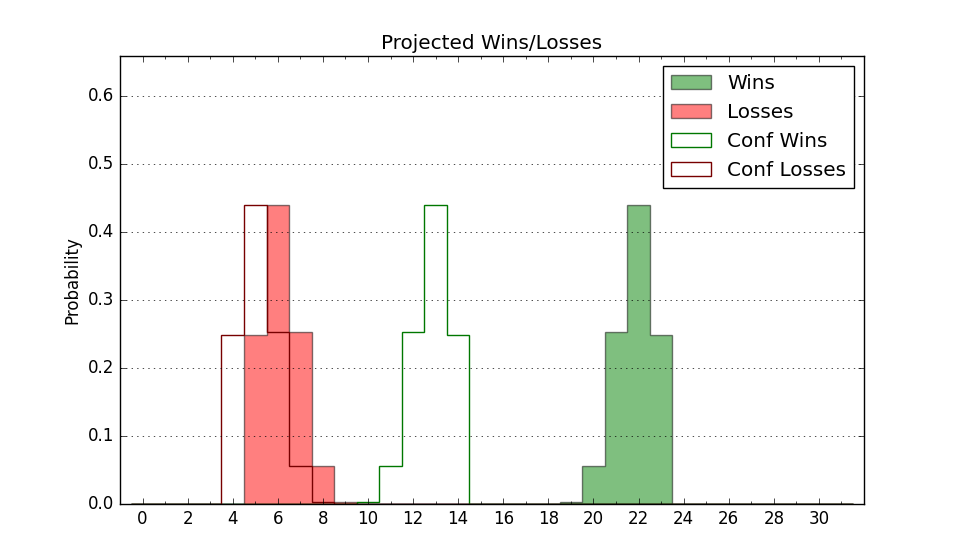 Projected Wins/Losses
Wins
Losses
Conf Wins
Conf Losses
Probability
0.6
0.5
0.4
0.3
0.2
0.1
0.0
0 2 4 6 8 10 12 14 16 18 20 22 24 26 28 30